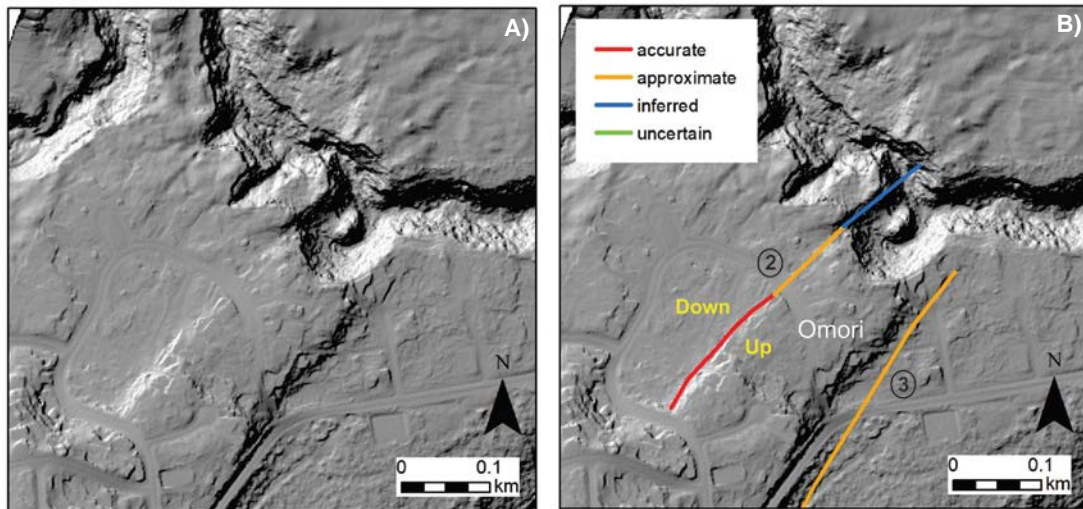 A)
N
0 0.1
km
B)
accurate
approximate
inferred
uncertain
2
Down
Omori
Up
N
3
0 0.1
km